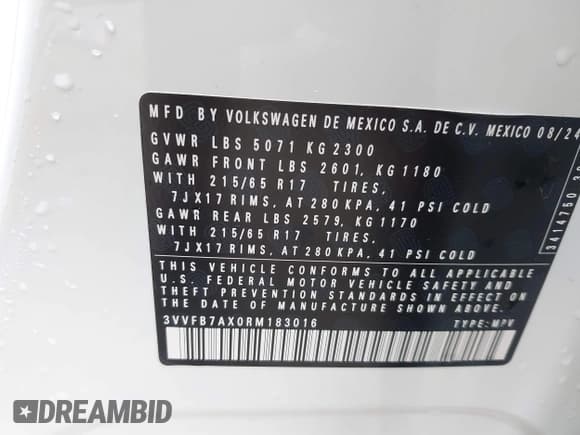 MFD BY VOLKSWAGEN DE MEXICO S.A. DE C.V. MEXICO 08/24
GVWR LBS 5071 KG 2300
GAWR FRONT LBS 2601, KG 1180
WITH 215/65 R17 TIRES,
7JX17 RIMS, AT 280 KPA, 41 PSI COLD
GAWR REAR LBS 2579, KG 1170
WITH 215/65 R17 TIRES,
7JX17 RIMS, AT 280 KPA, 41 PSI COLD
THIS VEHICLE CONFORMS TO ALL APPLICABLE
U.S. FEDERAL MOTOR VEHICLE SAFETY AND
THEFT PREVENTION STANDARDS IN EFFECT ON
THE DATE OF MANUFACTURE SHOWN ABOVE.
3VVFB7AX0RM183016 TYPE: MPV
3414750
DREAMBID